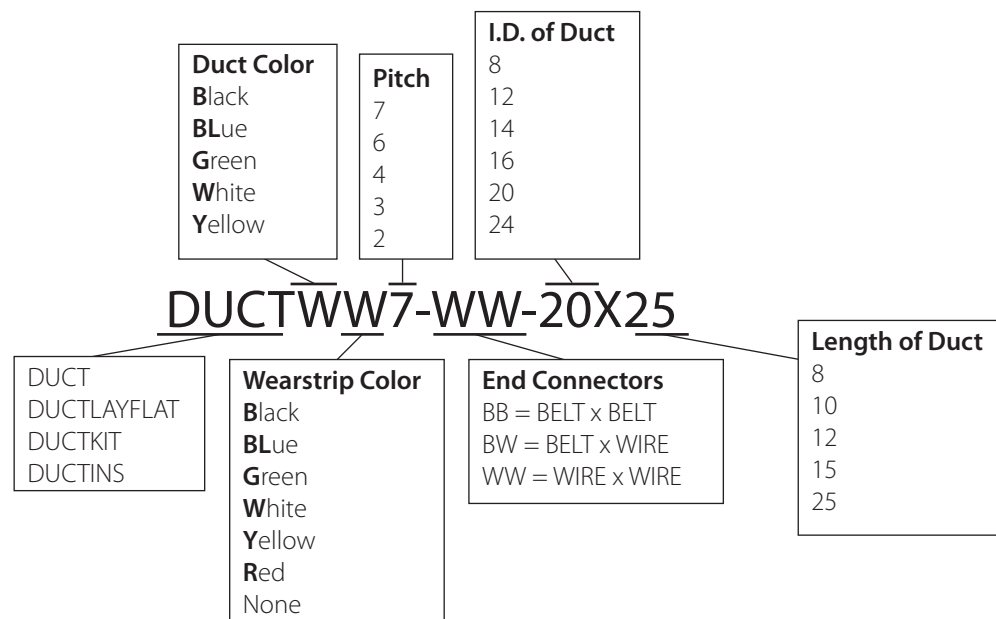 Duct Color
Black
BLue
Green
White
Yellow
Pitch
7
6
4
3
2
I.D. of Duct
8
12
14
16
20
24
DUCTWW7-WW-20X25
DUCT
DUCTLAYFLAT
DUCTKIT
DUCTINS
Wearstrip Color
Black
BLue
Green
White
Yellow
Red
None
End Connectors
BB = BELT x BELT
BW = BELT x WIRE
WW = WIRE x WIRE
Length of Duct
8
10
12
15
25